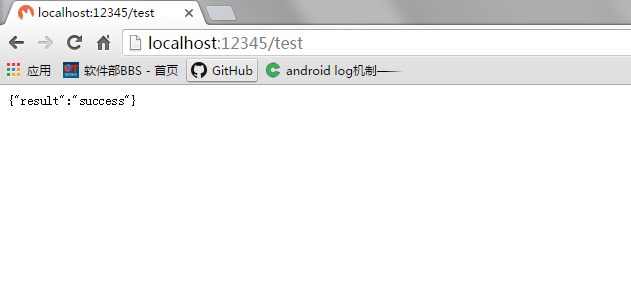 localhost:12345/test
localhost:12345/test
应用 软件部BBS - 首页 GitHub android log机制——
{"result":"success"}